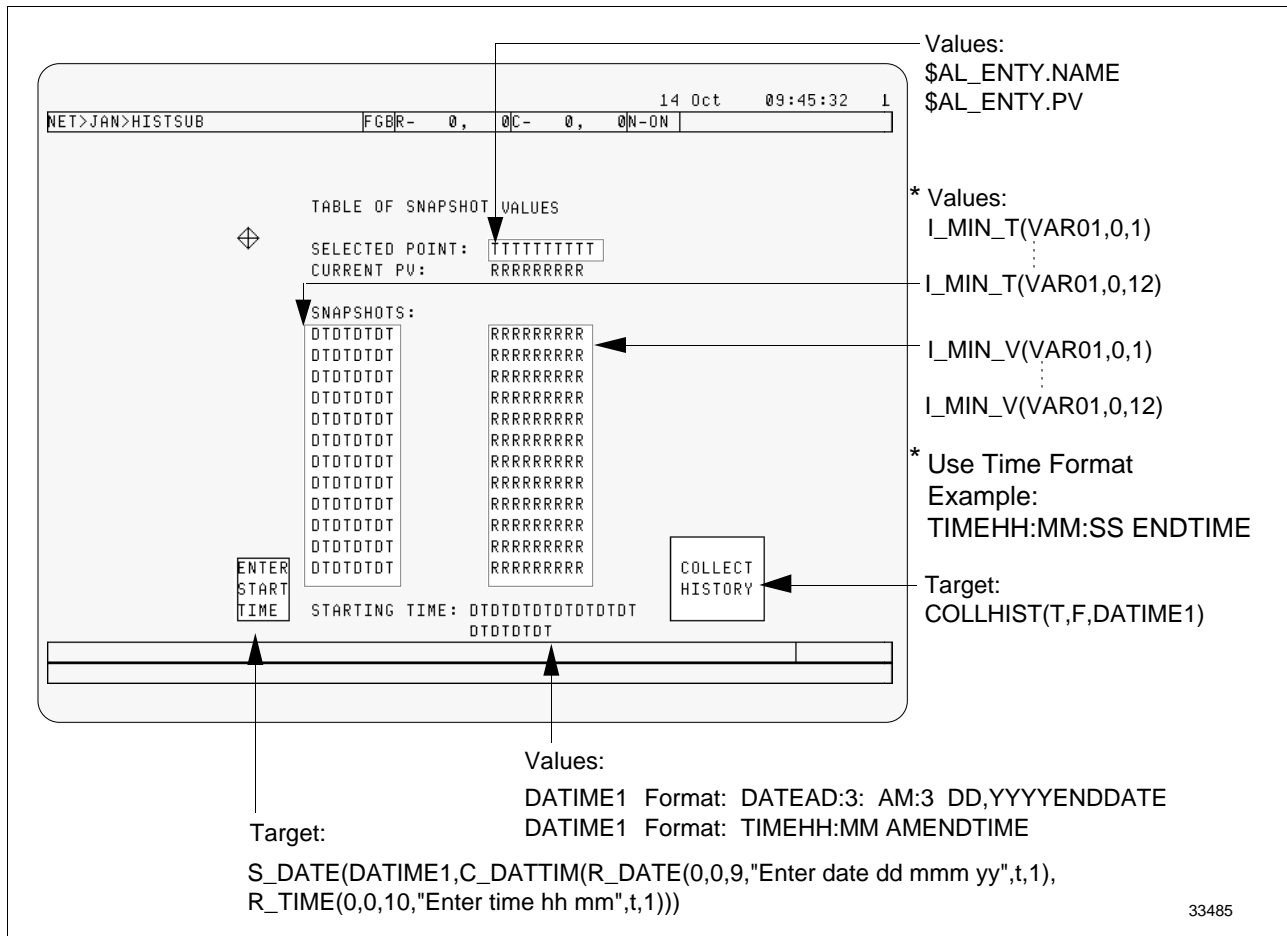 Values:
$AL_ENTY.NAME
$AL_ENTY.PV
14 Oct 09:45:32 1
NET>JAN>HISTSUB FGBR- 0, 0C- 0, 0N-ON
TABLE OF SNAPSHOT VALUES
SELECTED POINT: TTTTTTTTTT
CURRENT PV: RRRRRRRRR
SNAPSHOTS:
DTDTDTDT RRRRRRRRR
DTDTDTDT RRRRRRRRR
DTDTDTDT RRRRRRRRR
DTDTDTDT RRRRRRRRR
DTDTDTDT RRRRRRRRR
DTDTDTDT RRRRRRRRR
DTDTDTDT RRRRRRRRR
DTDTDTDT RRRRRRRRR
DTDTDTDT RRRRRRRRR
DTDTDTDT RRRRRRRRR
DTDTDTDT RRRRRRRRR
DTDTDTDT RRRRRRRRR
ENTER
START
TIME
STARTING TIME: DTDTDTDTDTDTDTDT
DTDTDTDT
COLLECT
HISTORY
* Values:
I_MIN_T(VAR01,0,1)
I_MIN_T(VAR01,0,12)
I_MIN_V(VAR01,0,1)
I_MIN_V(VAR01,0,12)
* Use Time Format
Example:
TIMEHH:MM:SS ENDTIME
Target:
COLLHIST(T,F,DATIME1)
Values:
DATIME1 Format: DATEAD:3: AM:3 DD,YYYYENDDATE
DATIME1 Format: TIMEHH:MM AMENDTIME
Target:
S_DATE(DATIME1,C_DATTIM(R_DATE(0,0,9,"Enter date dd mmm yy",t,1),
R_TIME(0,0,10,"Enter time hh mm",t,1)))
33485